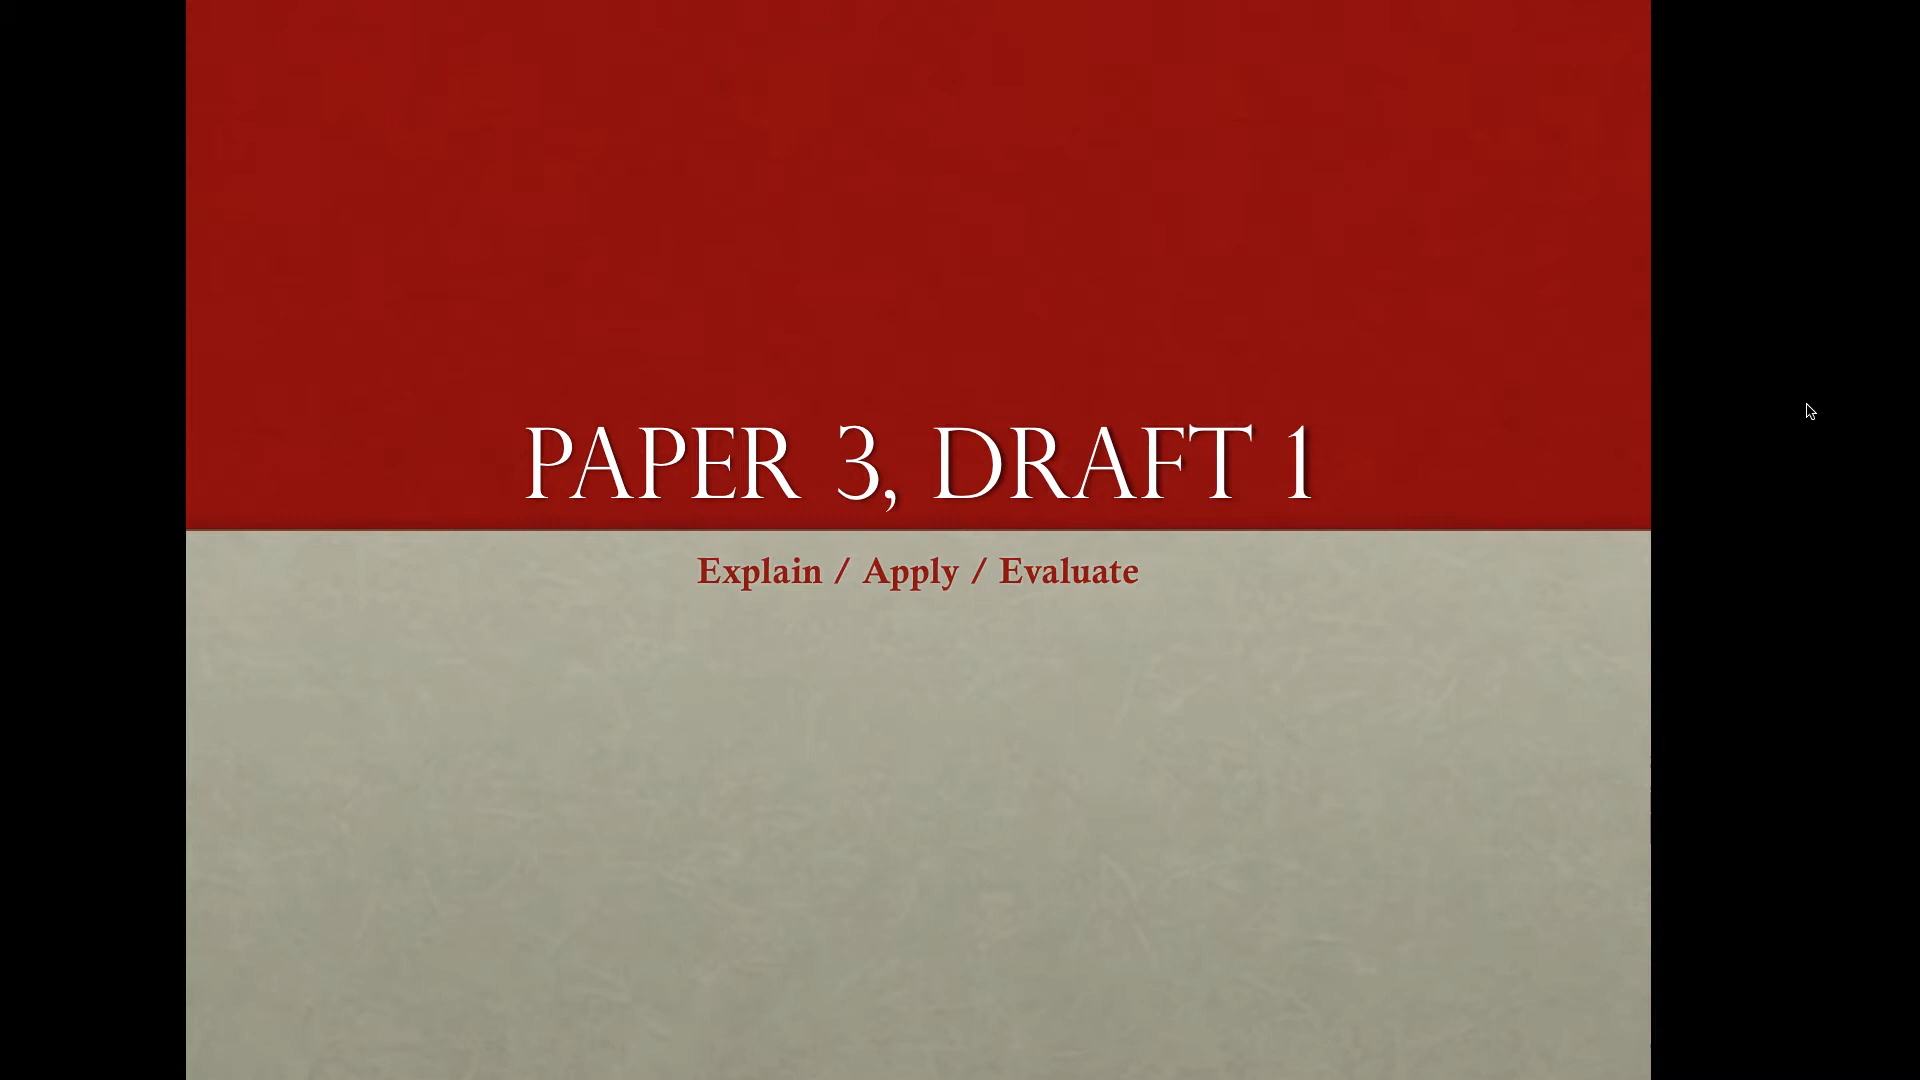 PAPER 3, DRAFT 1
Explain / Apply / Evaluate